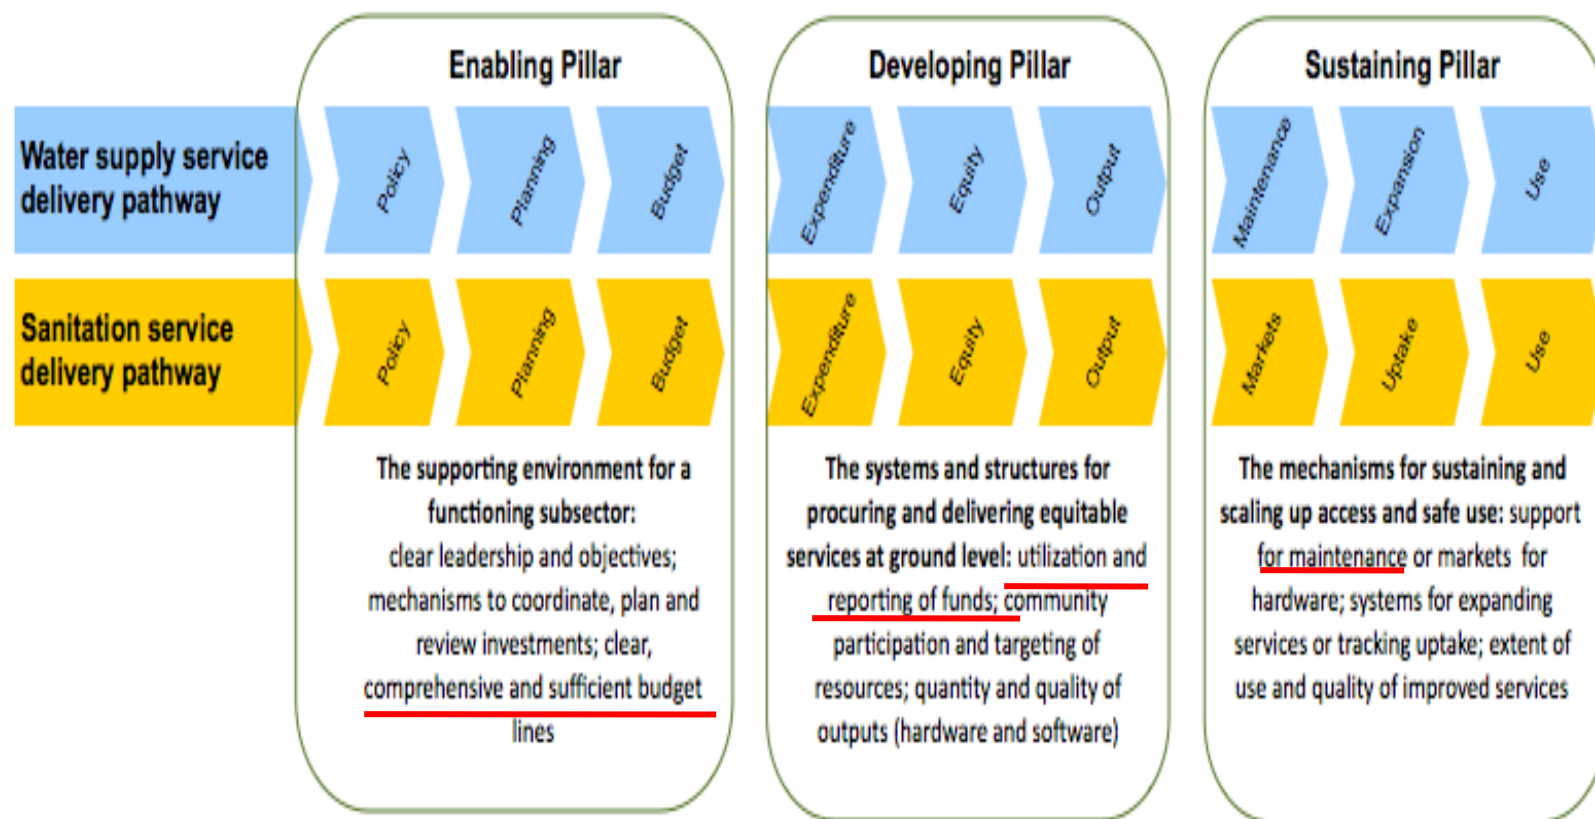 Enabling Pillar
Developing Pillar
Sustaining Pillar
Water supply service
delivery pathway
Policy
Planning
Budget
Expenditure
Equity
Output
Maintenance
Expansion
Use
Sanitation service
delivery pathway
Policy
Planning
Budget
Expenditure
Equity
Output
Markets
Uptake
Use
The supporting environment for a
functioning subsector:
clear leadership and objectives;
mechanisms to coordinate, plan and
review investments; clear,
comprehensive and sufficient budget
lines
The systems and structures for
procuring and delivering equitable
services at ground level: utilization and
reporting of funds; community
participation and targeting of
resources; quantity and quality of
outputs (hardware and software)
The mechanisms for sustaining and
scaling up access and safe use: support
for maintenance or markets for
hardware; systems for expanding
services or tracking uptake; extent of
use and quality of improved services